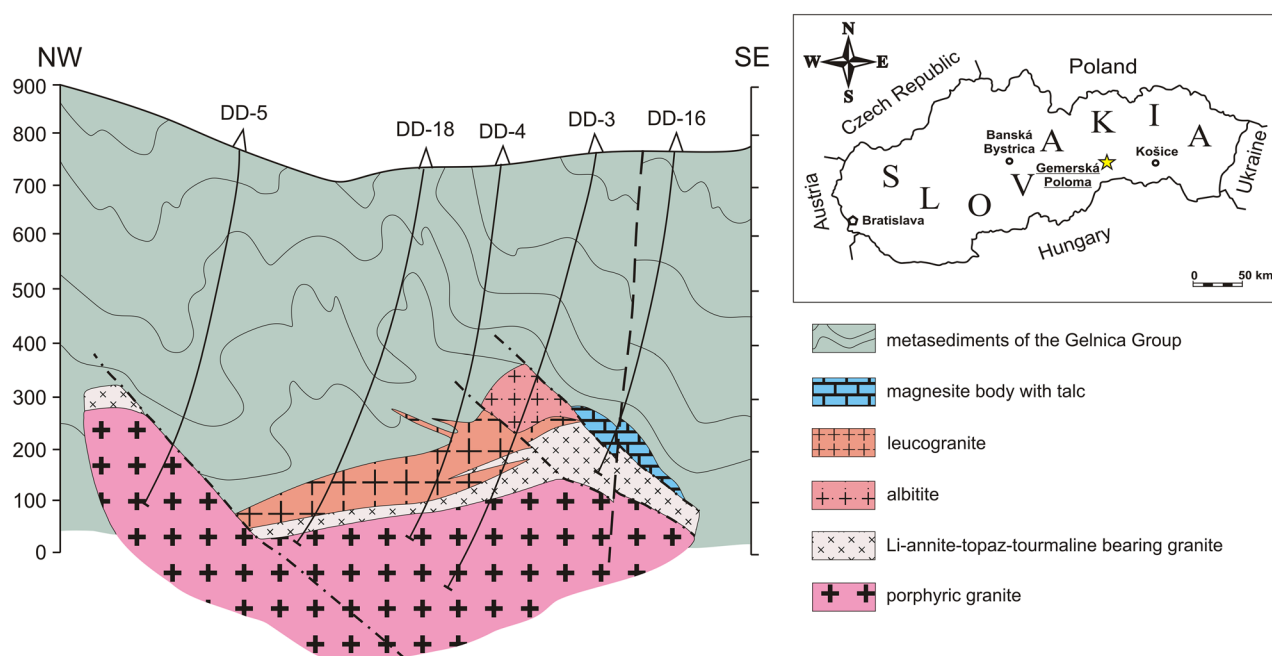 NW
SE
900
800
700
600
500
400
300
200
100
0
DD-5
DD-18
DD-4
DD-3
DD-16
N
W
E
S
Czech Republic
Poland
Ukraine
Hungary
Austria
S L O V A K I A
Banská
Bystrica
Gemerská
Poloma
Košice
Bratislava
0 50 km
metasediments of the Gelnica Group
magnesite body with talc
leucogranite
albitite
Li-annite-topaz-tourmaline bearing granite
porphyric granite